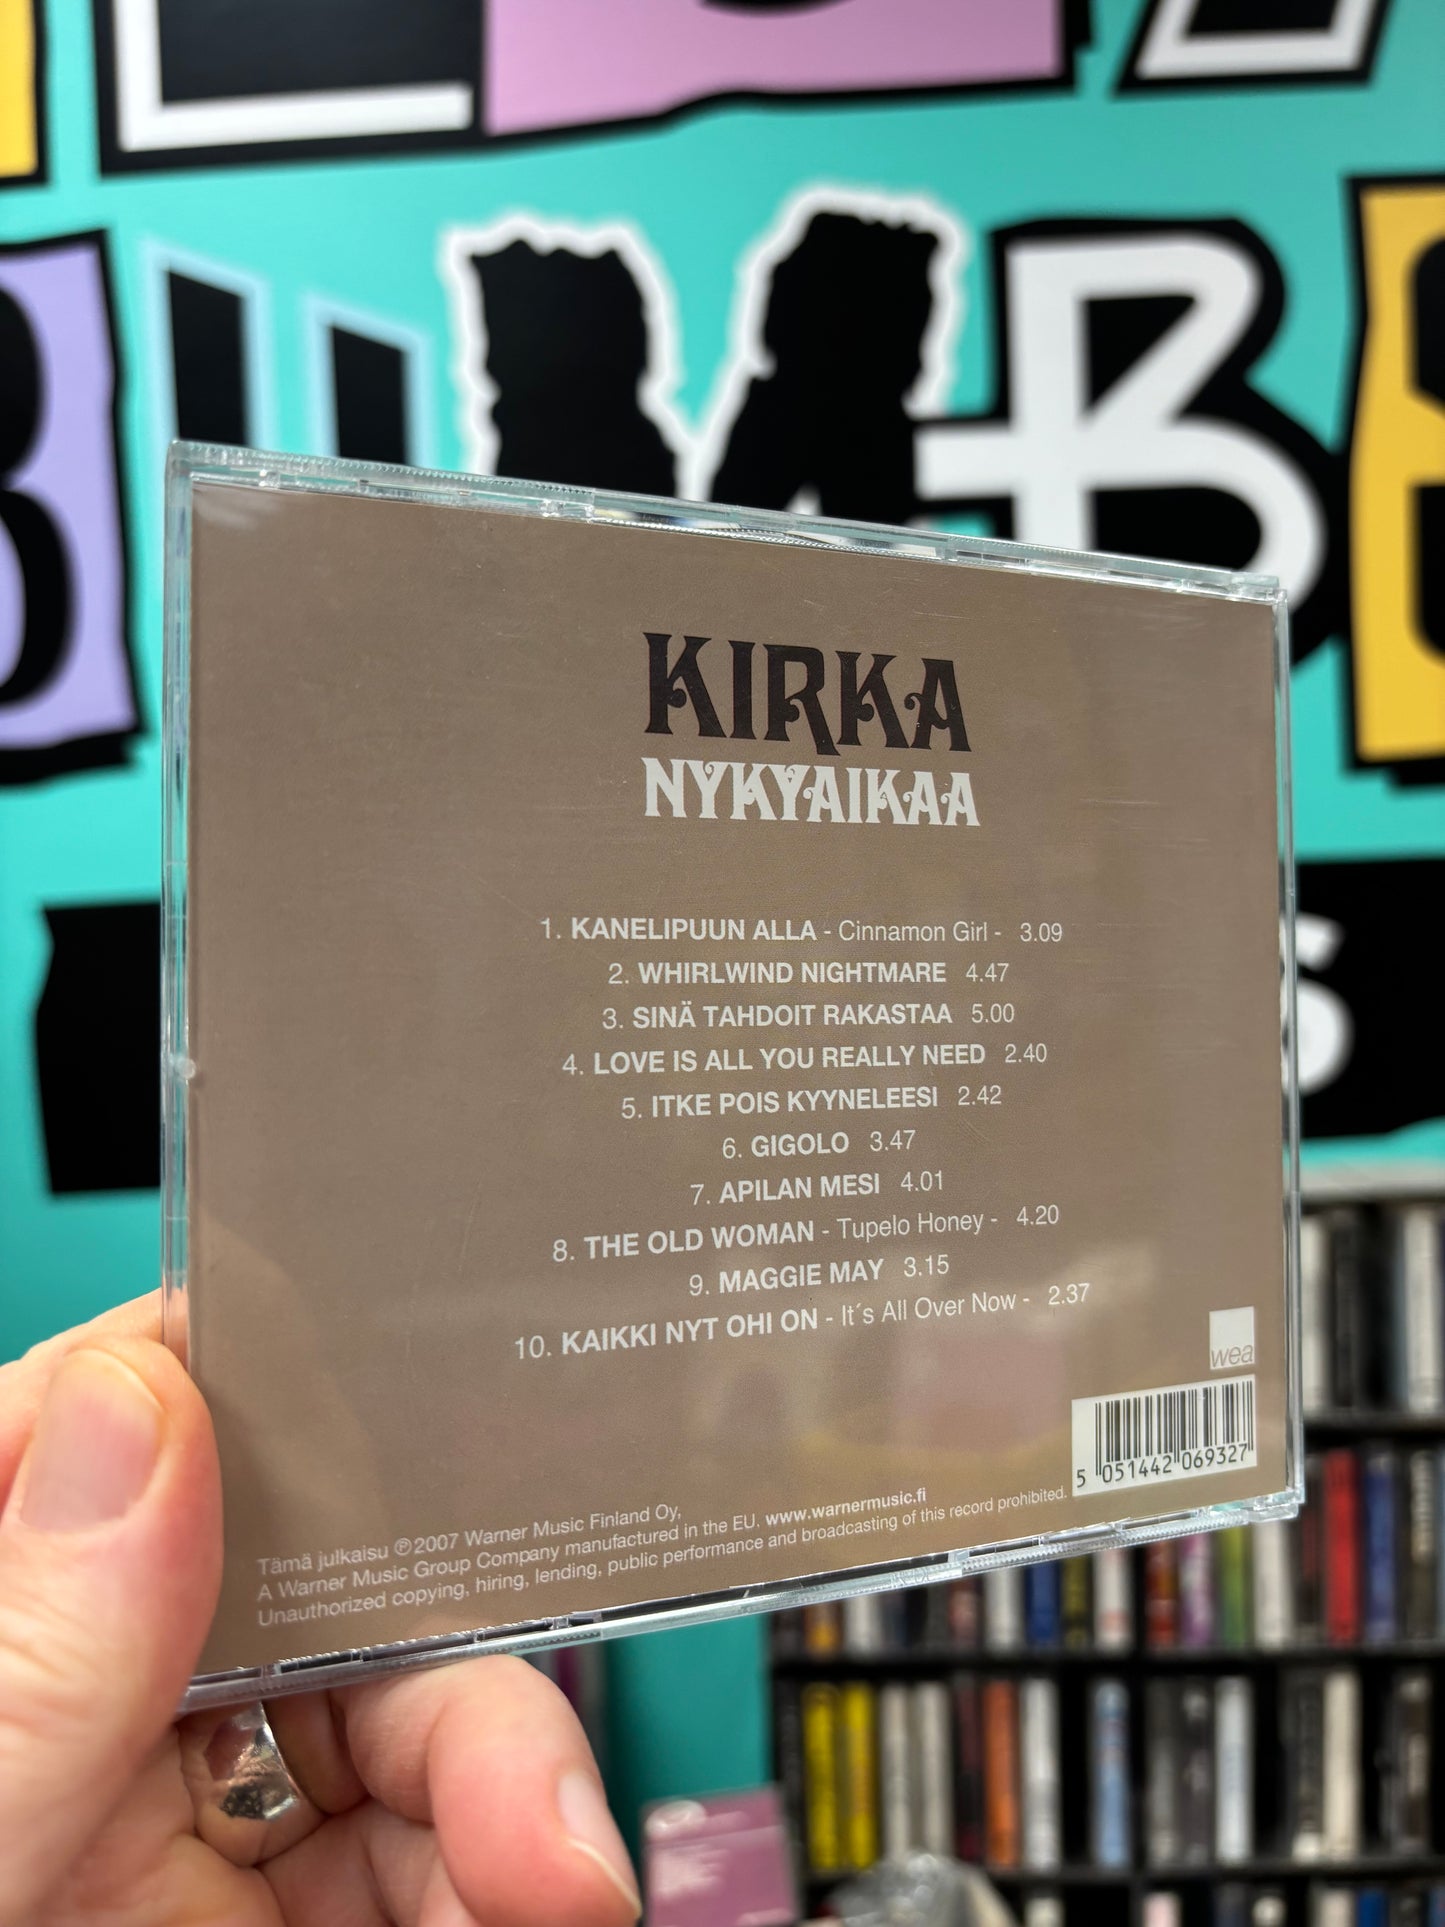 KIRKA
NYKYAIKAA
1. KANELIPUUN ALLA - Cinnamon Girl - 3.09
2. WHIRLWIND NIGHTMARE 4.47
3. SINÄ TAHDOIT RAKASTAA 5.00
4. LOVE IS ALL YOU REALLY NEED 2.40
5. ITKE POIS KYYNELEESI 2.42
6. GIGOLO 3.47
7. APILAN MESI 4.01
8. THE OLD WOMAN - Tupelo Honey - 4.20
9. MAGGIE MAY 3.15
10. KAIKKI NYT OHI ON - It´s All Over Now - 2.37
wea
5 051442 069327
Tämä julkaisu ℗2007 Warner Music Finland Oy,
A Warner Music Group Company manufactured in the EU. www.warnermusic.fi
Unauthorized copying, hiring, lending, public performance and broadcasting of this record prohibited.